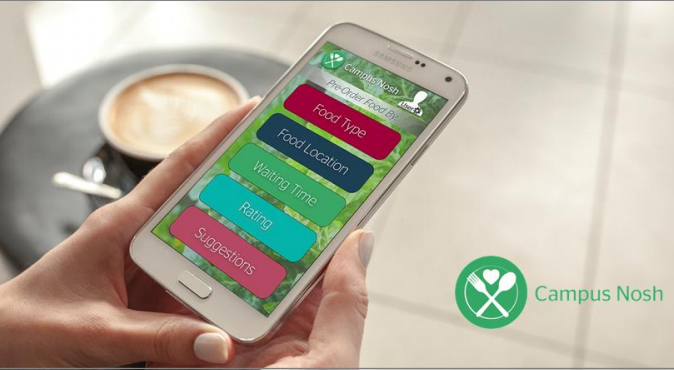 SAMSUNG
Campus Nosh
User
Pre-Order Food By
Food Type
Food Location
Waiting Time
Rating
Suggestions
Campus Nosh